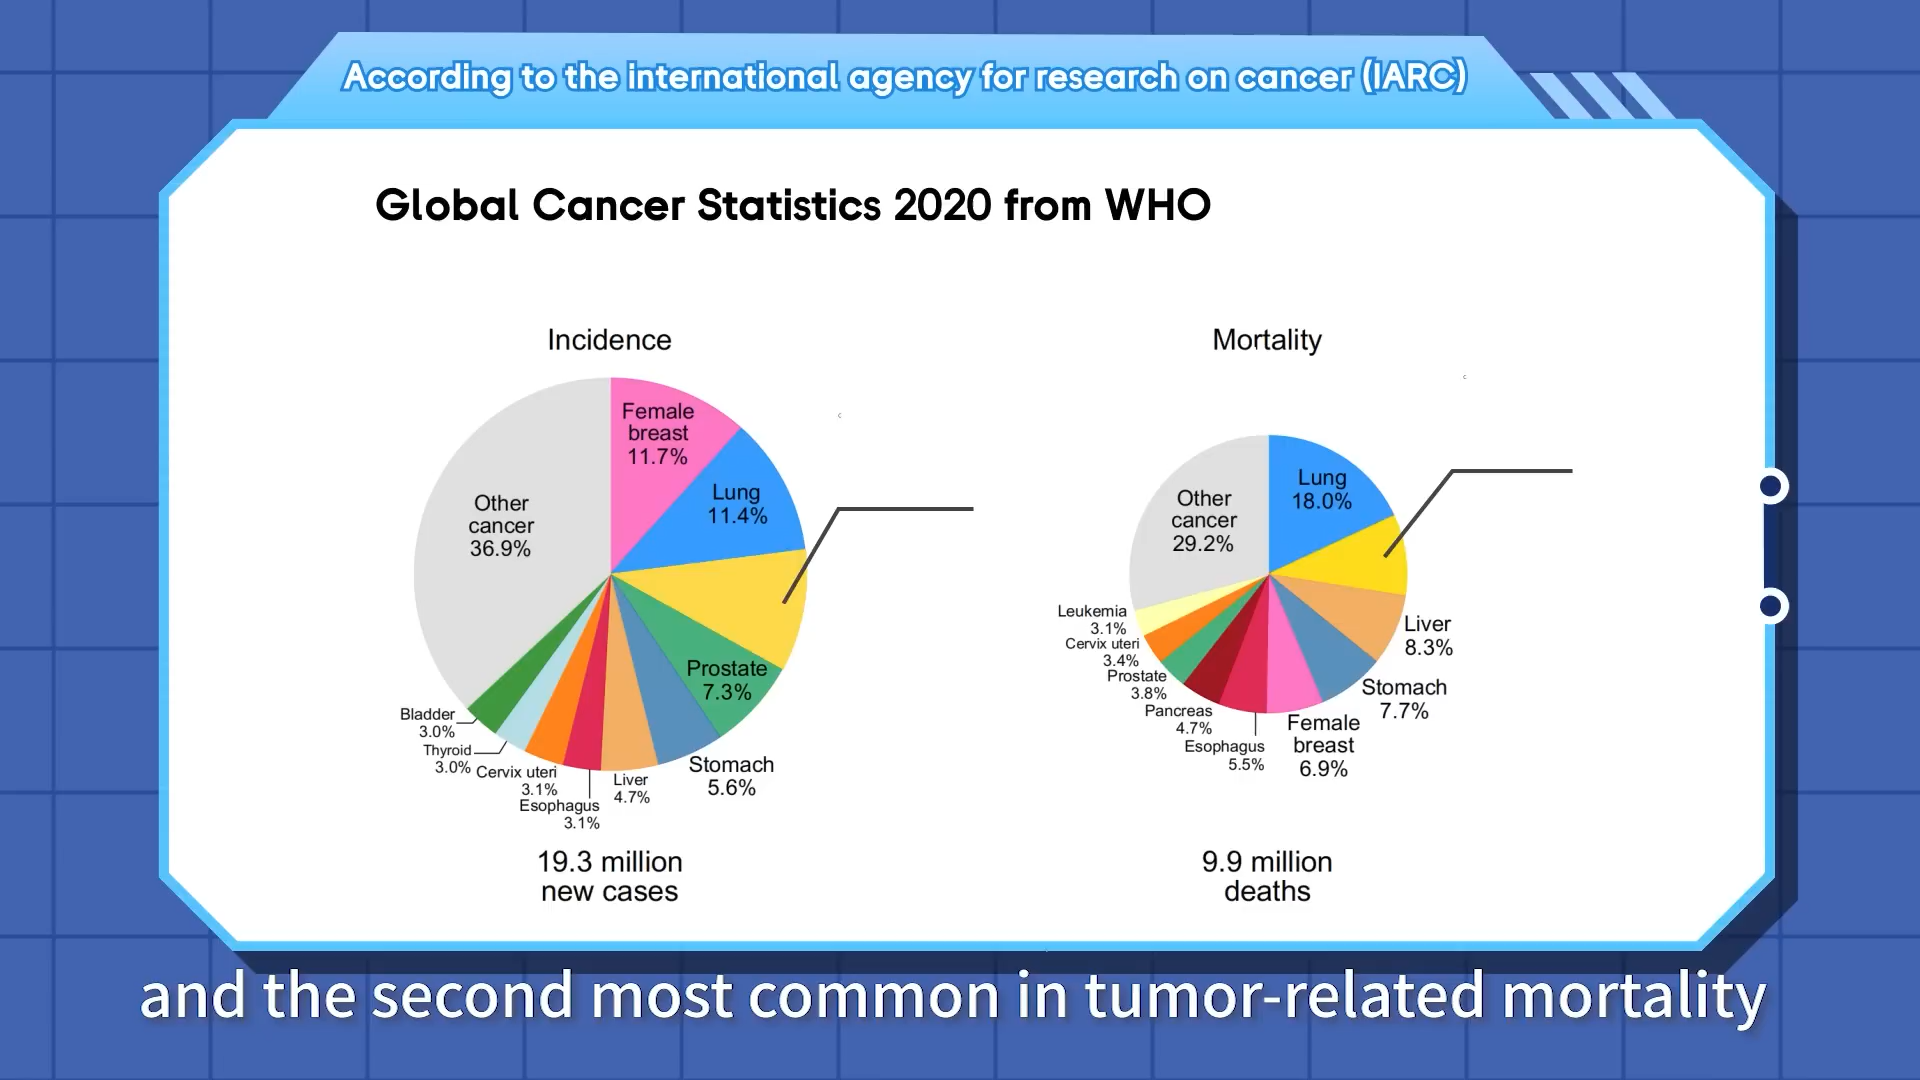 According to the international agency for research on cancer (IARC)
Global Cancer Statistics 2020 from WHO
Incidence
Female
breast
11.7%
Lung
11.4%
Prostate
7.3%
Stomach
5.6%
Liver
4.7%
Esophagus
3.1%
Cervix uteri
3.1%
Thyroid
3.0%
Bladder
3.0%
Other
cancer
36.9%
19.3 million
new cases
Mortality
Lung
18.0%
Liver
8.3%
Stomach
7.7%
Female
breast
6.9%
Esophagus
5.5%
Pancreas
4.7%
Prostate
3.8%
Cervix uteri
3.4%
Leukemia
3.1%
Other
cancer
29.2%
9.9 million
deaths
and the second most common in tumor-related mortality